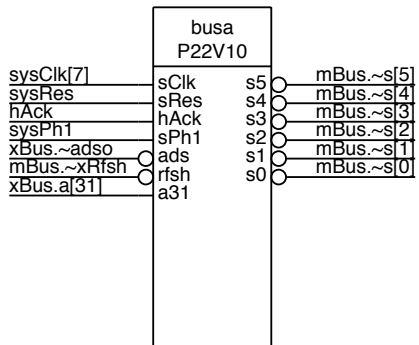 busa
P22V10
sysClk[7] sClk s5 mBus.~s[5]
sysRes sRes s4 mBus.~s[4]
hAck hAck s3 mBus.~s[3]
sysPh1 sPh1 s2 mBus.~s[2]
xBus.~adso ads s1 mBus.~s[1]
mBus.~xRfsh rfsh s0 mBus.~s[0]
xBus.a[31] a31